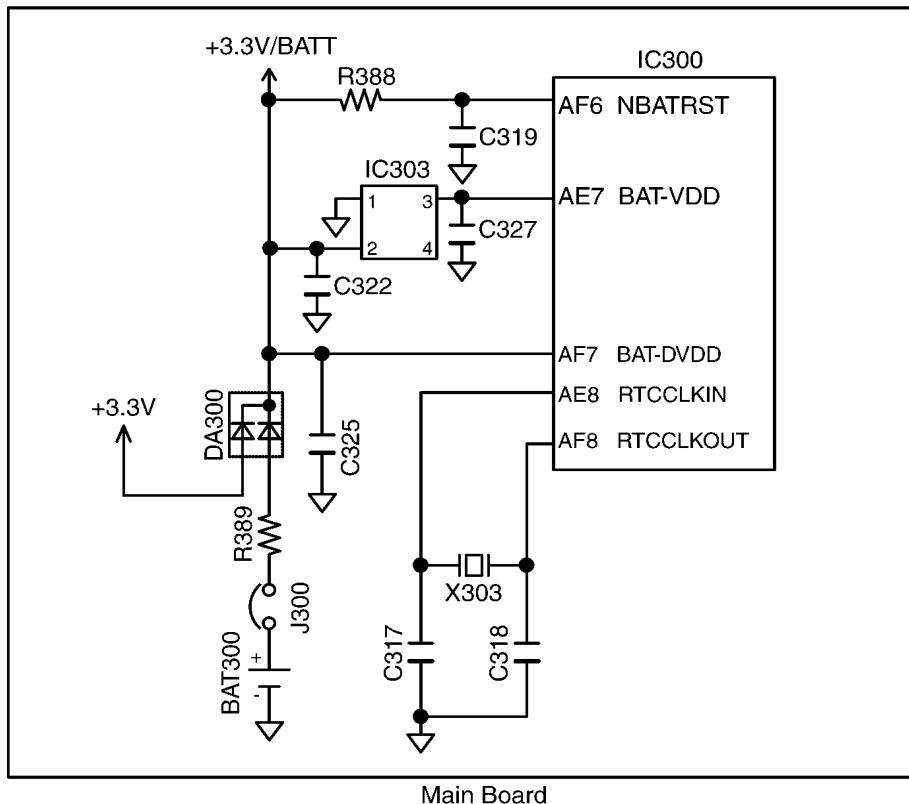 +3.3V/BATT
IC300
R388
AF6 NBATRST
C319
IC303
1
3
AE7 BAT-VDD
2
4
C327
C322
AF7 BAT-DVDD
+3.3V
DA300
AE8 RTCCLKIN
C325
AF8 RTCCLKOUT
R389
X303
J300
C317
C318
BAT300
+
-
Main Board